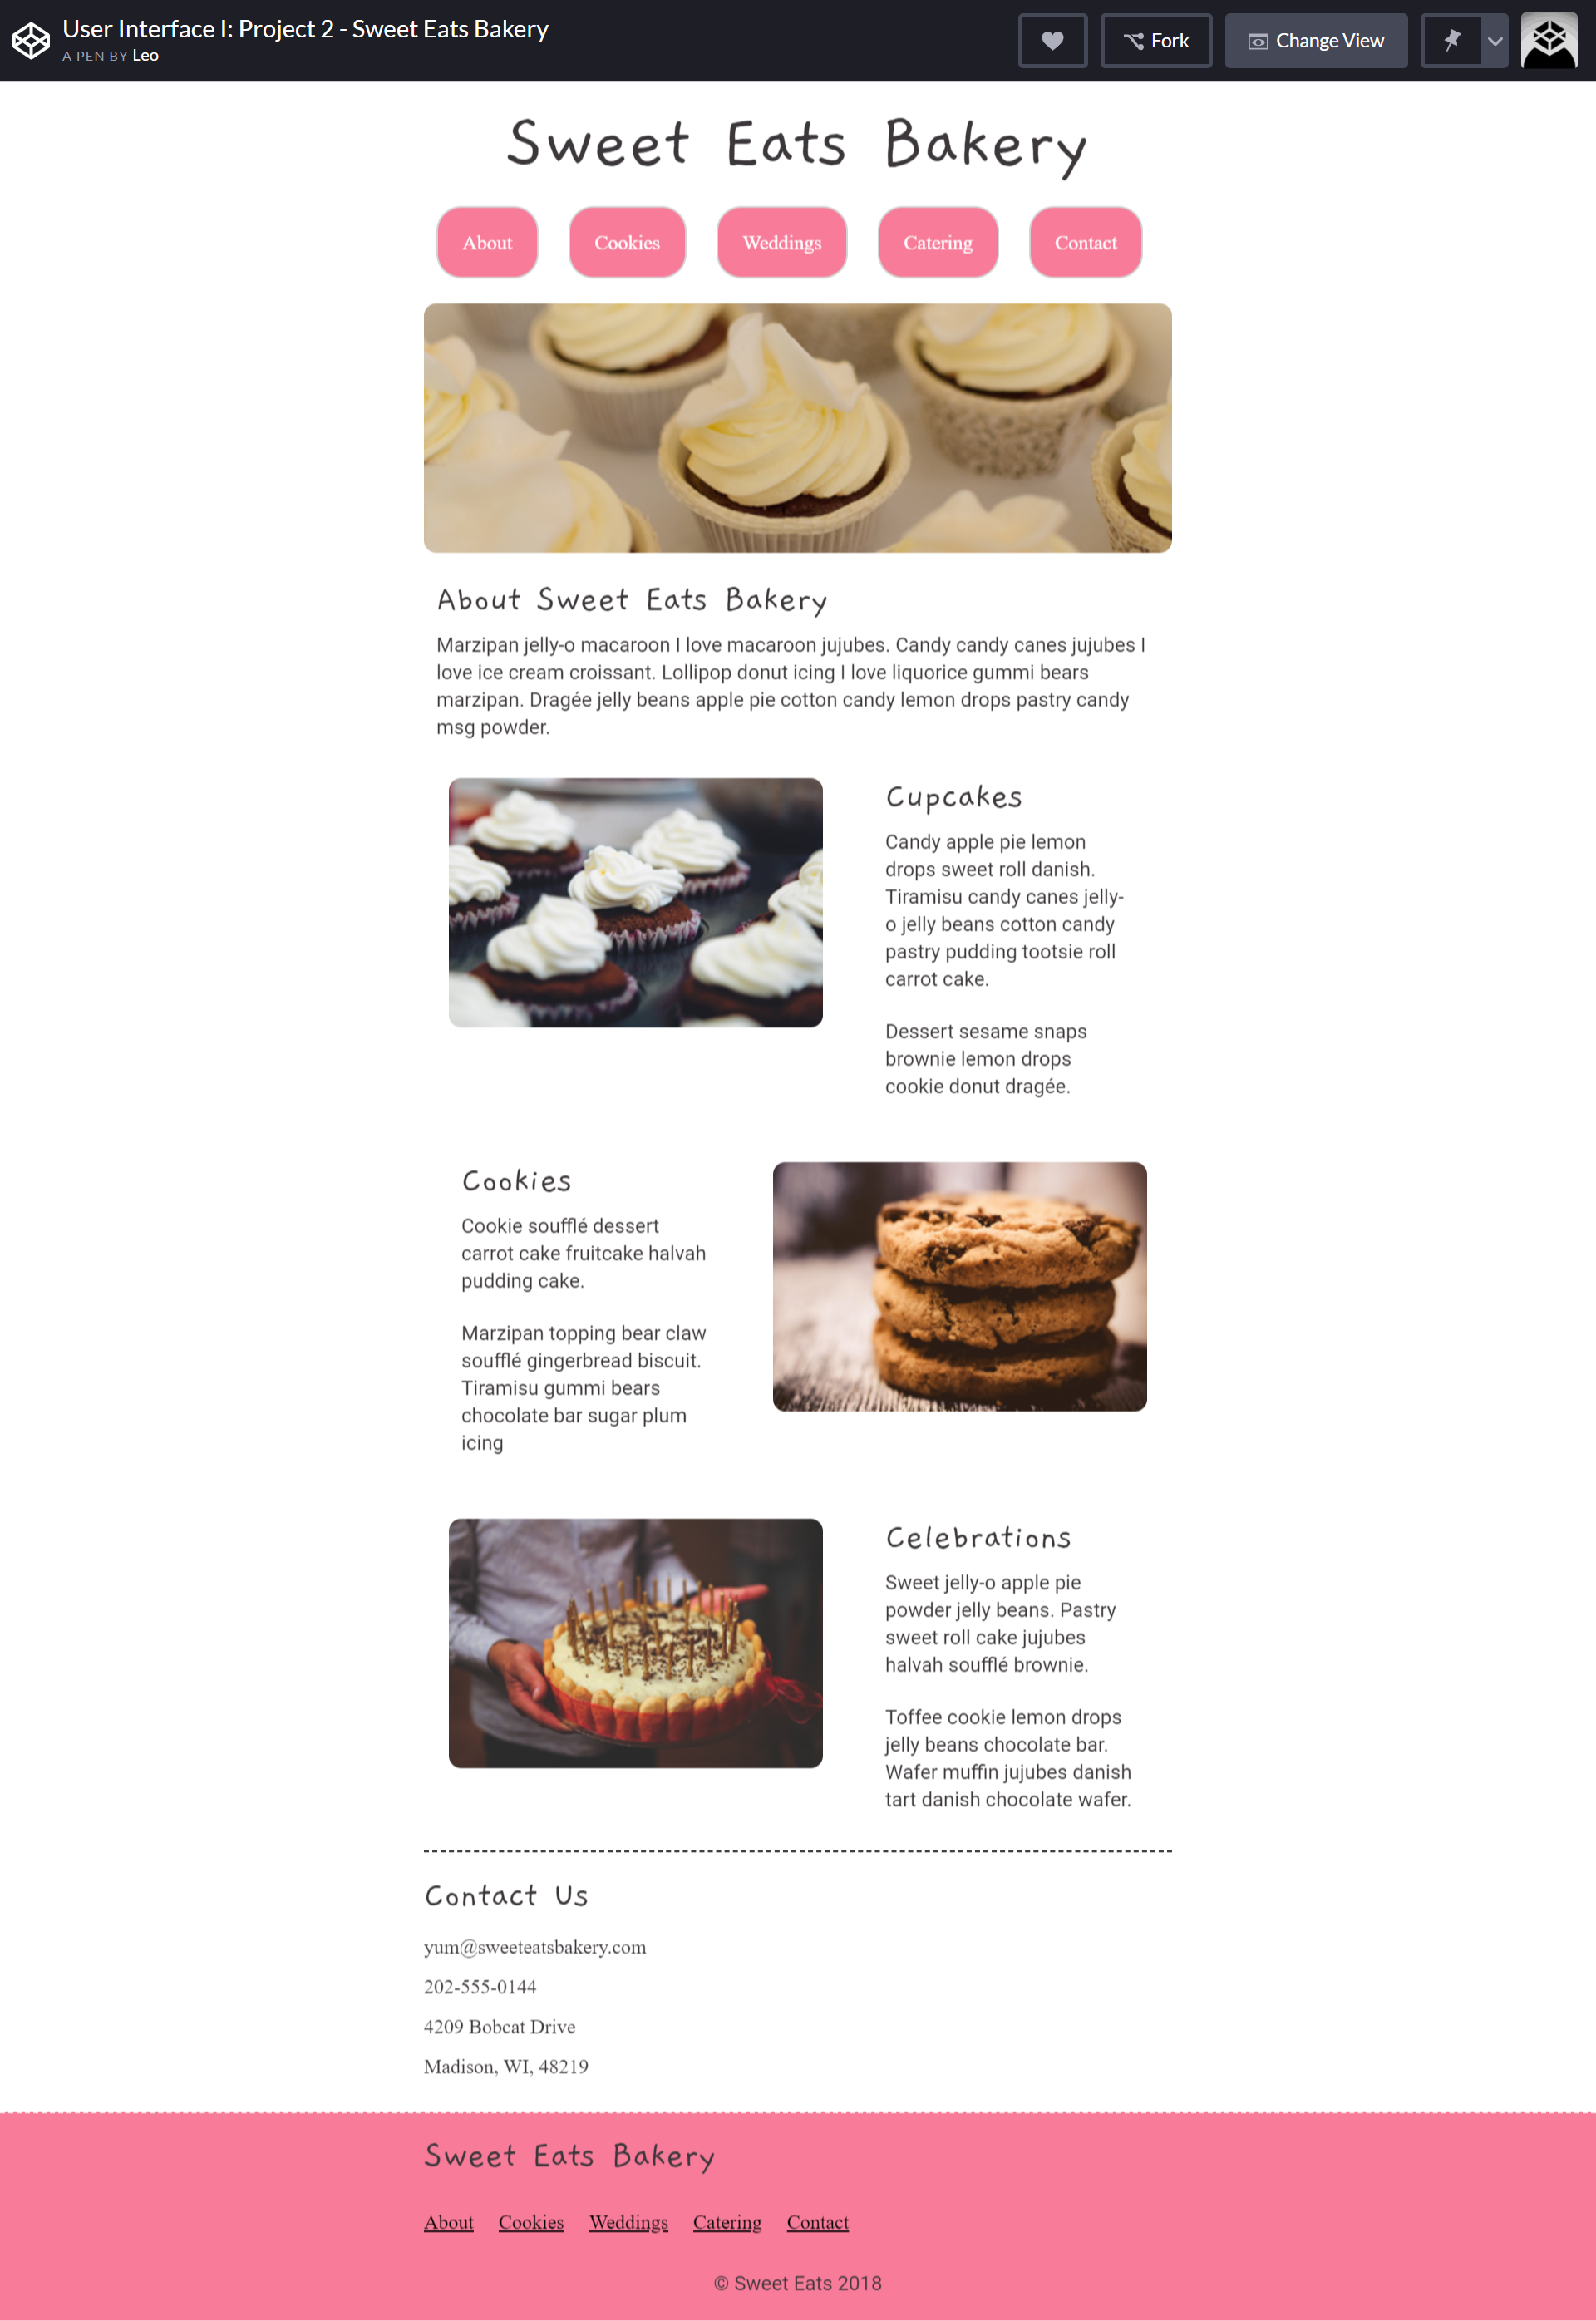 User Interface I: Project 2 - Sweet Eats Bakery
A PEN BY Leo
Fork
Change View
Sweet Eats Bakery
About
Cookies
Weddings
Catering
Contact
About Sweet Eats Bakery
Marzipan jelly-o macaroon I love macaroon jujubes. Candy candy canes jujubes I
love ice cream croissant. Lollipop donut icing I love liquorice gummi bears
marzipan. Dragée jelly beans apple pie cotton candy lemon drops pastry candy
msg powder.
Cupcakes
Candy apple pie lemon
drops sweet roll danish.
Tiramisu candy canes jelly-
o jelly beans cotton candy
pastry pudding tootsie roll
carrot cake.
Dessert sesame snaps
brownie lemon drops
cookie donut dragée.
Cookies
Cookie soufflé dessert
carrot cake fruitcake halvah
pudding cake.
Marzipan topping bear claw
soufflé gingerbread biscuit.
Tiramisu gummi bears
chocolate bar sugar plum
icing
Celebrations
Sweet jelly-o apple pie
powder jelly beans. Pastry
sweet roll cake jujubes
halvah soufflé brownie.
Toffee cookie lemon drops
jelly beans chocolate bar.
Wafer muffin jujubes danish
tart danish chocolate wafer.
Contact Us
yum@sweeteatsbakery.com
202-555-0144
4209 Bobcat Drive
Madison, WI, 48219
Sweet Eats Bakery
About Cookies Weddings Catering Contact
© Sweet Eats 2018